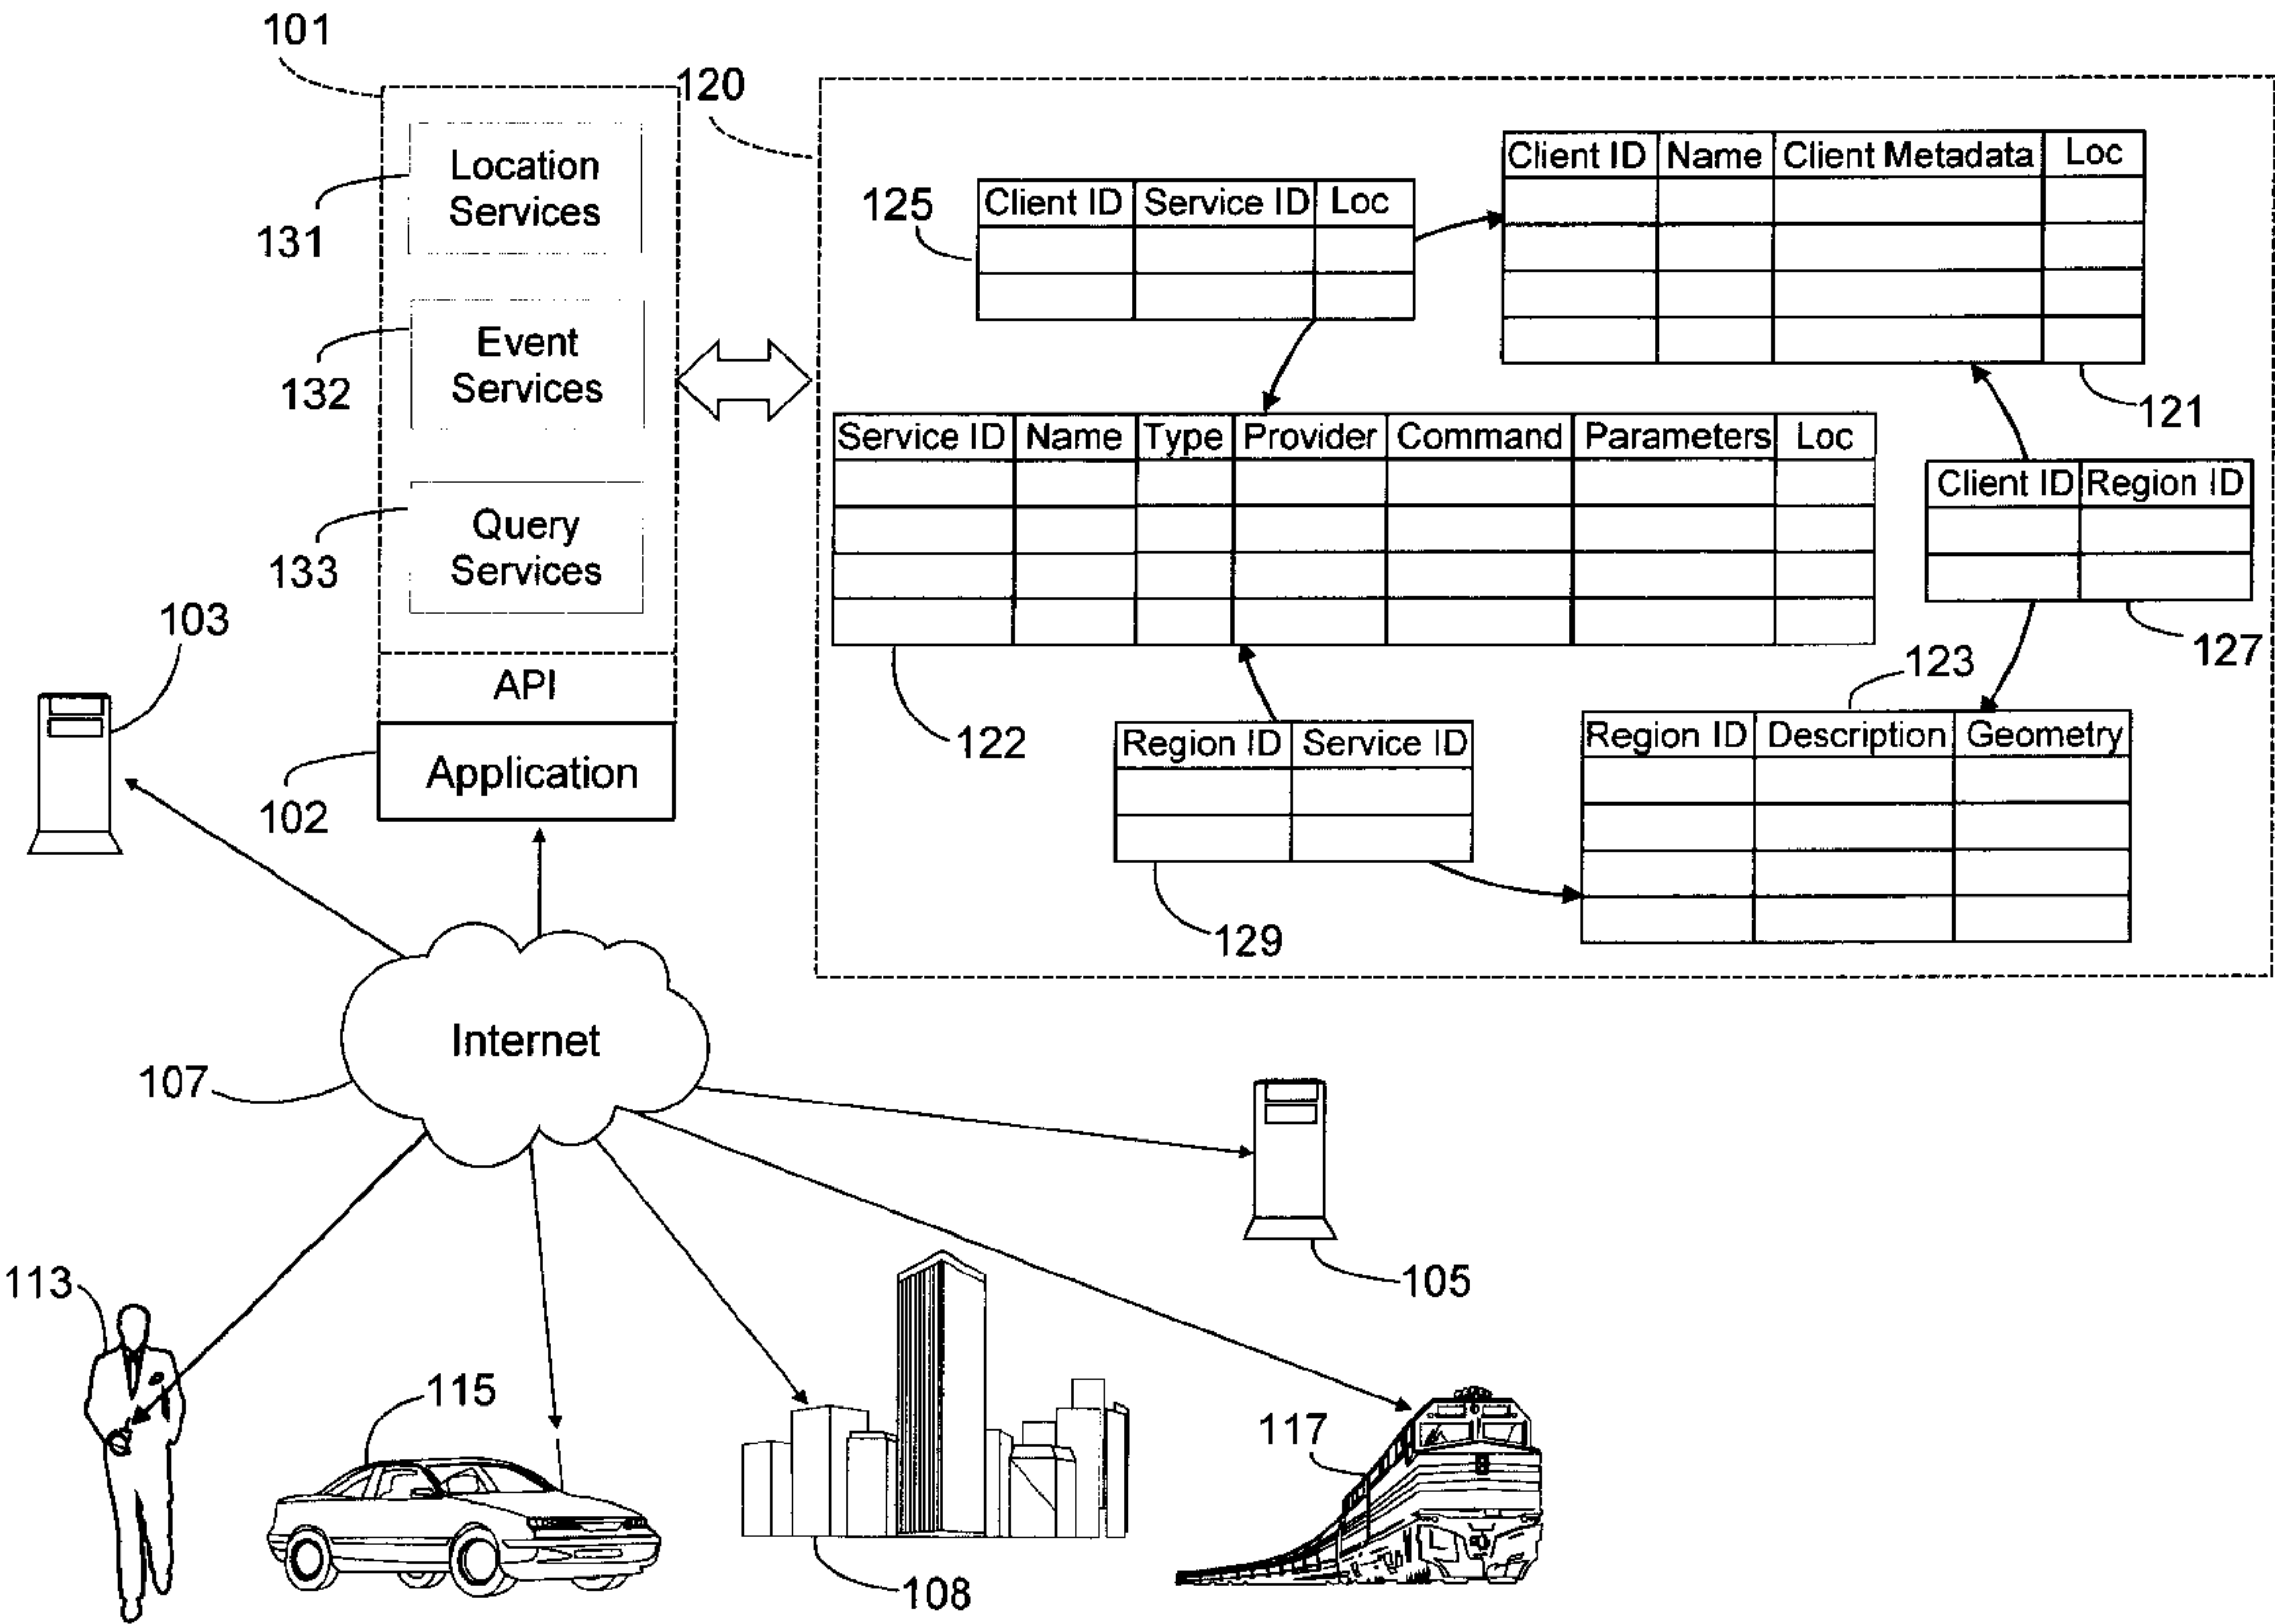 101
120
Location
Services
131
Event
Services
132
Query
Services
133
API
Application
102
103
125
Client ID Service ID Loc
Client ID Name Client Metadata Loc
121
Service ID Name Type Provider Command Parameters Loc
122
Client ID Region ID
127
123
Region ID Service ID
129
Region ID Description Geometry
Internet
107
105
113
115
108
117